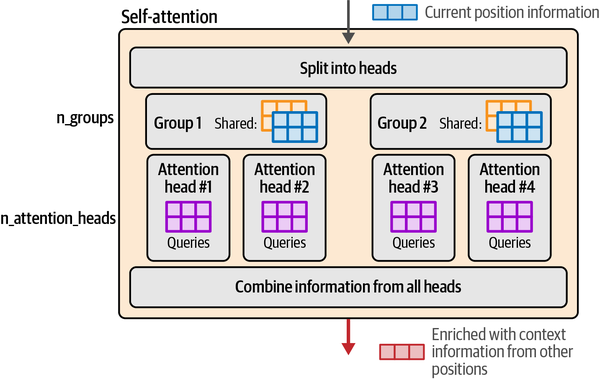 Self-attention
Current position information
Split into heads
n_groups
Group 1 Shared:
Group 2 Shared:
n_attention_heads
Attention
head #1
Queries
Attention
head #2
Queries
Attention
head #3
Queries
Attention
head #4
Queries
Combine information from all heads
Enriched with context
information from other
positions